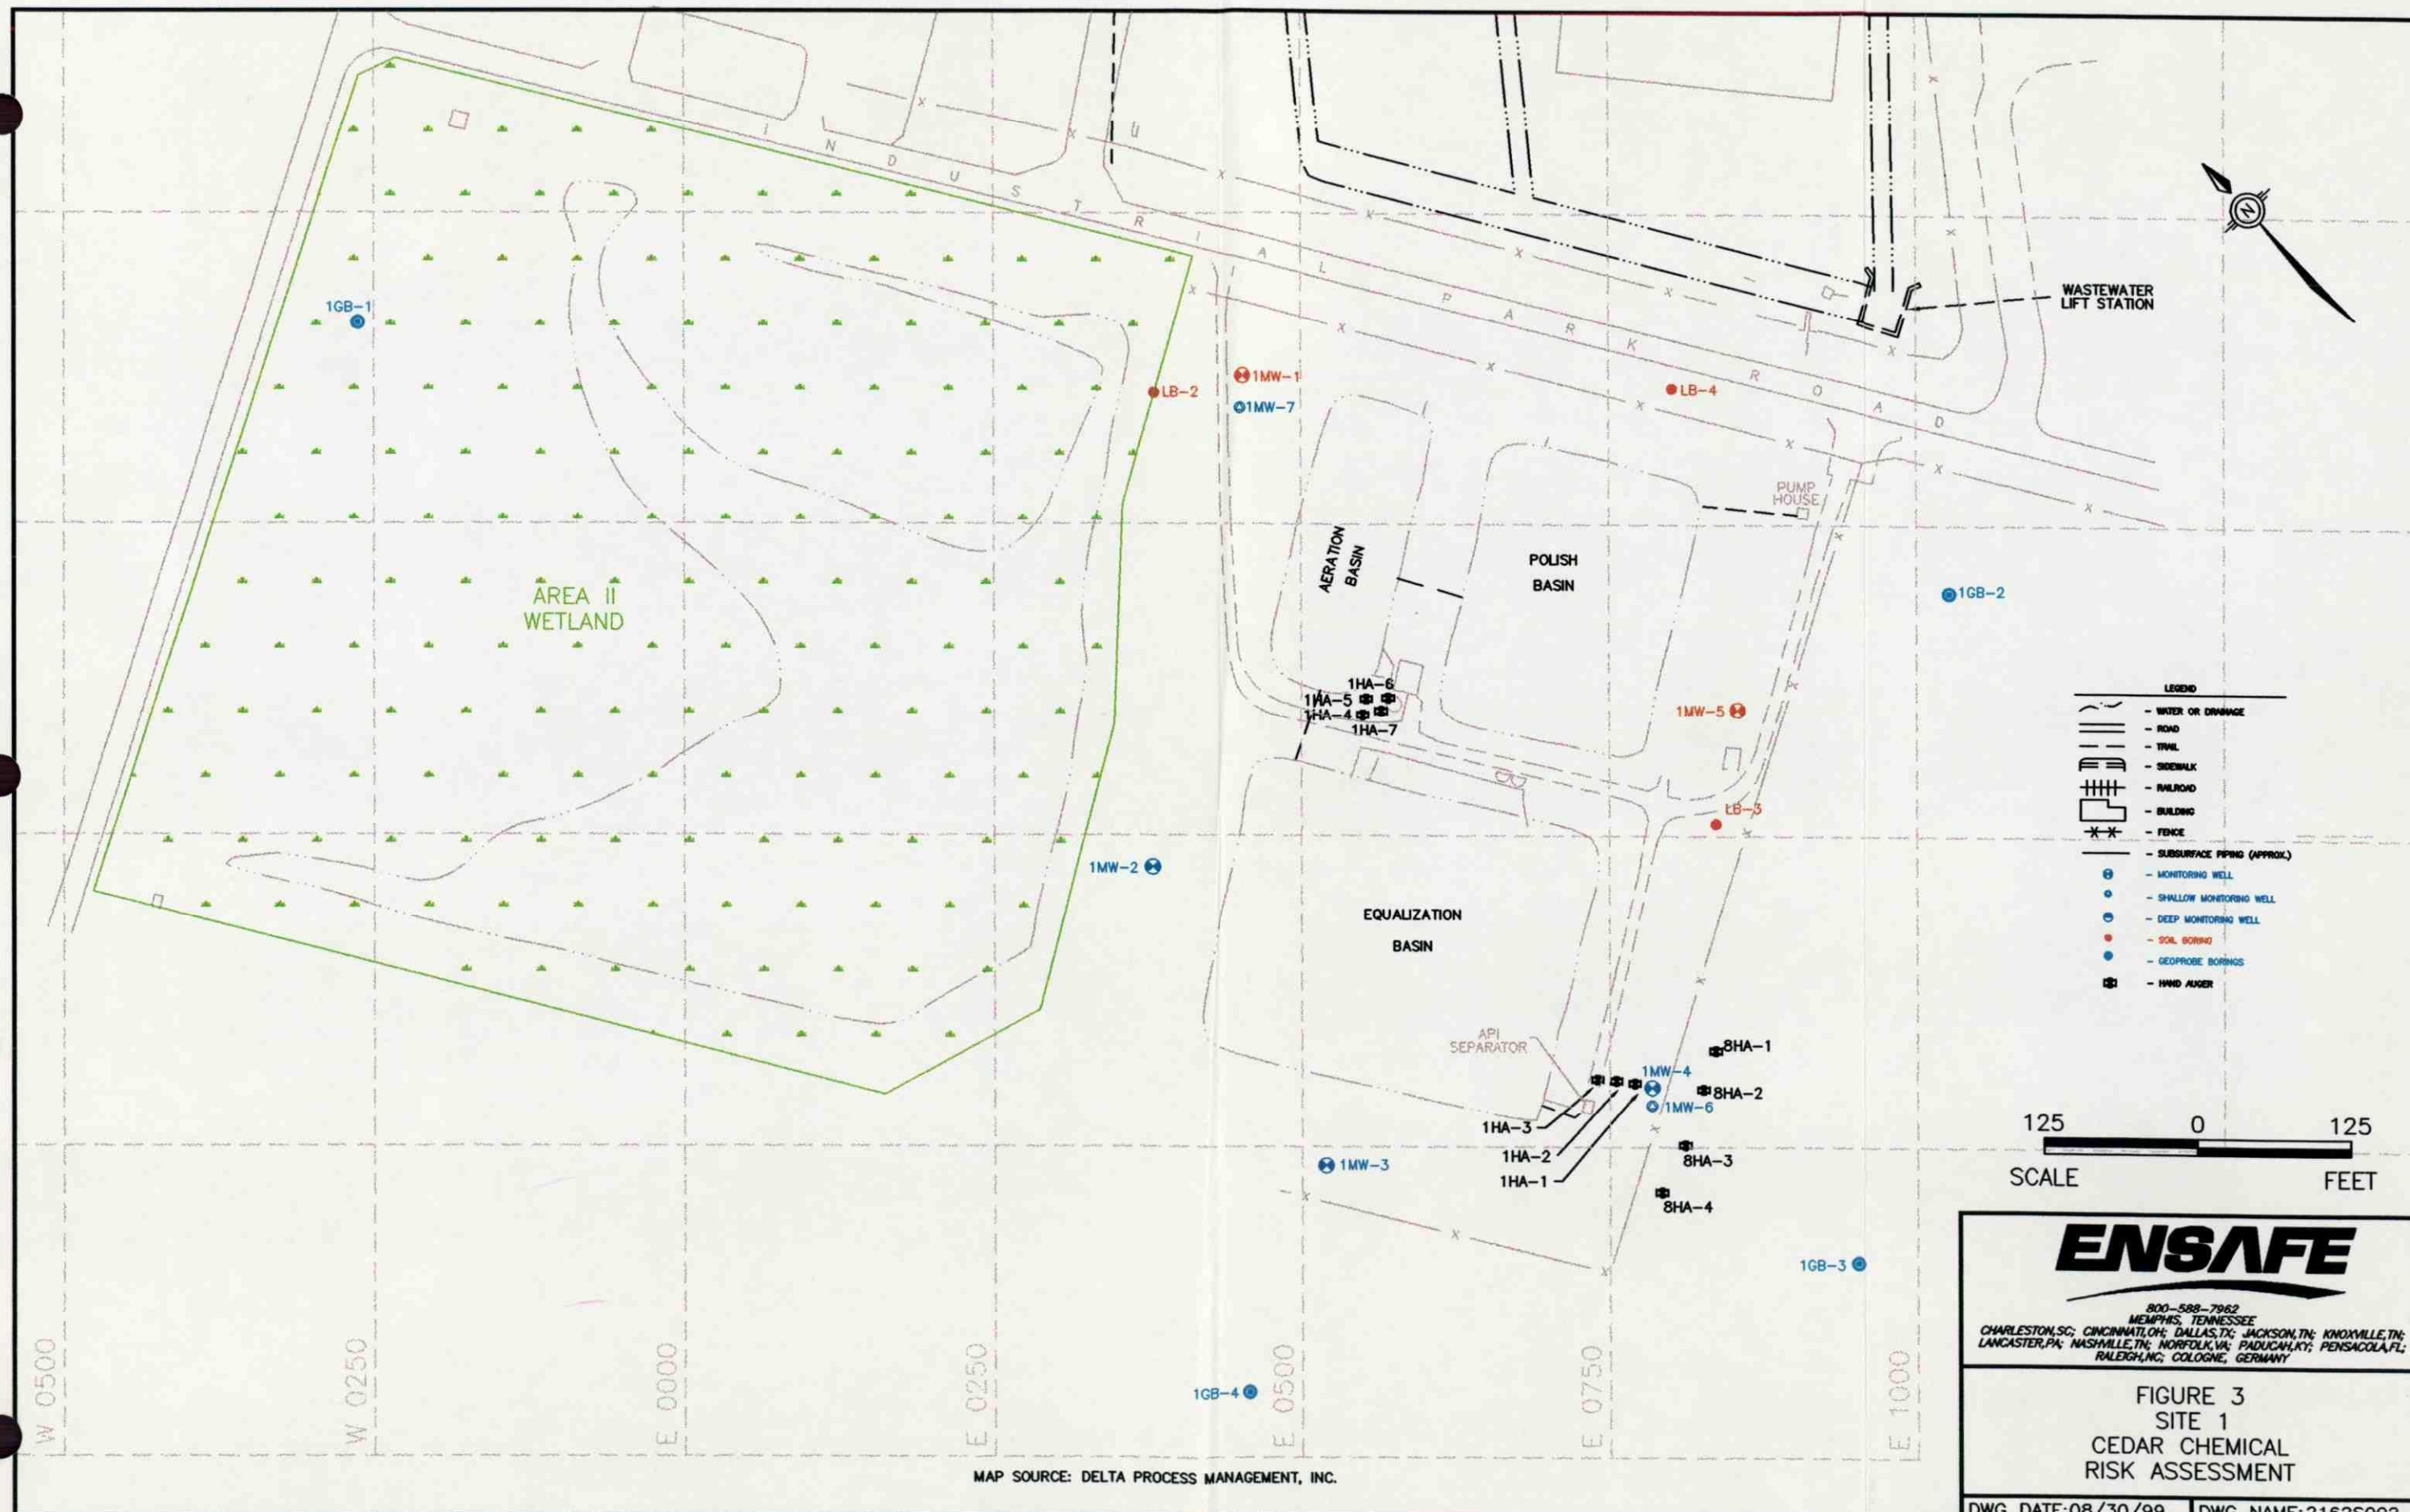 INDUSTRIAL PARK ROAD
WASTEWATER
LIFT STATION
N
1GB-1
LB-2
1MW-1
1MW-7
LB-4
PUMP
HOUSE
AERATION
BASIN
POLISH
BASIN
1GB-2
AREA II
WETLAND
1HA-6
1HA-5
1HA-4
1HA-7
1MW-5
LB-3
1MW-2
EQUALIZATION
BASIN
API
SEPARATOR
8HA-1
1MW-4
8HA-2
1MW-6
1HA-3
1HA-2
1HA-1
8HA-3
8HA-4
1MW-3
1GB-3
1GB-4
LEGEND
- WATER OR DRAINAGE
- ROAD
- TRAIL
- SIDEWALK
- RAILROAD
- BUILDING
- FENCE
- SUBSURFACE PIPING (APPROX.)
- MONITORING WELL
- SHALLOW MONITORING WELL
- DEEP MONITORING WELL
- SOIL BORING
- GEOPROBE BORINGS
- HAND AUGER
125 0 125
SCALE FEET
W 0500
W 0250
E 0000
E 0250
E 0500
E 0750
E 1000
MAP SOURCE: DELTA PROCESS MANAGEMENT, INC.
ENSAFE
800-588-7962
MEMPHIS, TENNESSEE
CHARLESTON,SC; CINCINNATI,OH; DALLAS,TX; JACKSON,TN; KNOXVILLE,TN;
LANCASTER,PA; NASHVILLE,TN; NORFOLK,VA; PADUCAH,KY; PENSACOLA,FL;
RALEIGH,NC; COLOGNE, GERMANY
FIGURE 3
SITE 1
CEDAR CHEMICAL
RISK ASSESSMENT
DWG DATE:08/30/99
DWG NAME: